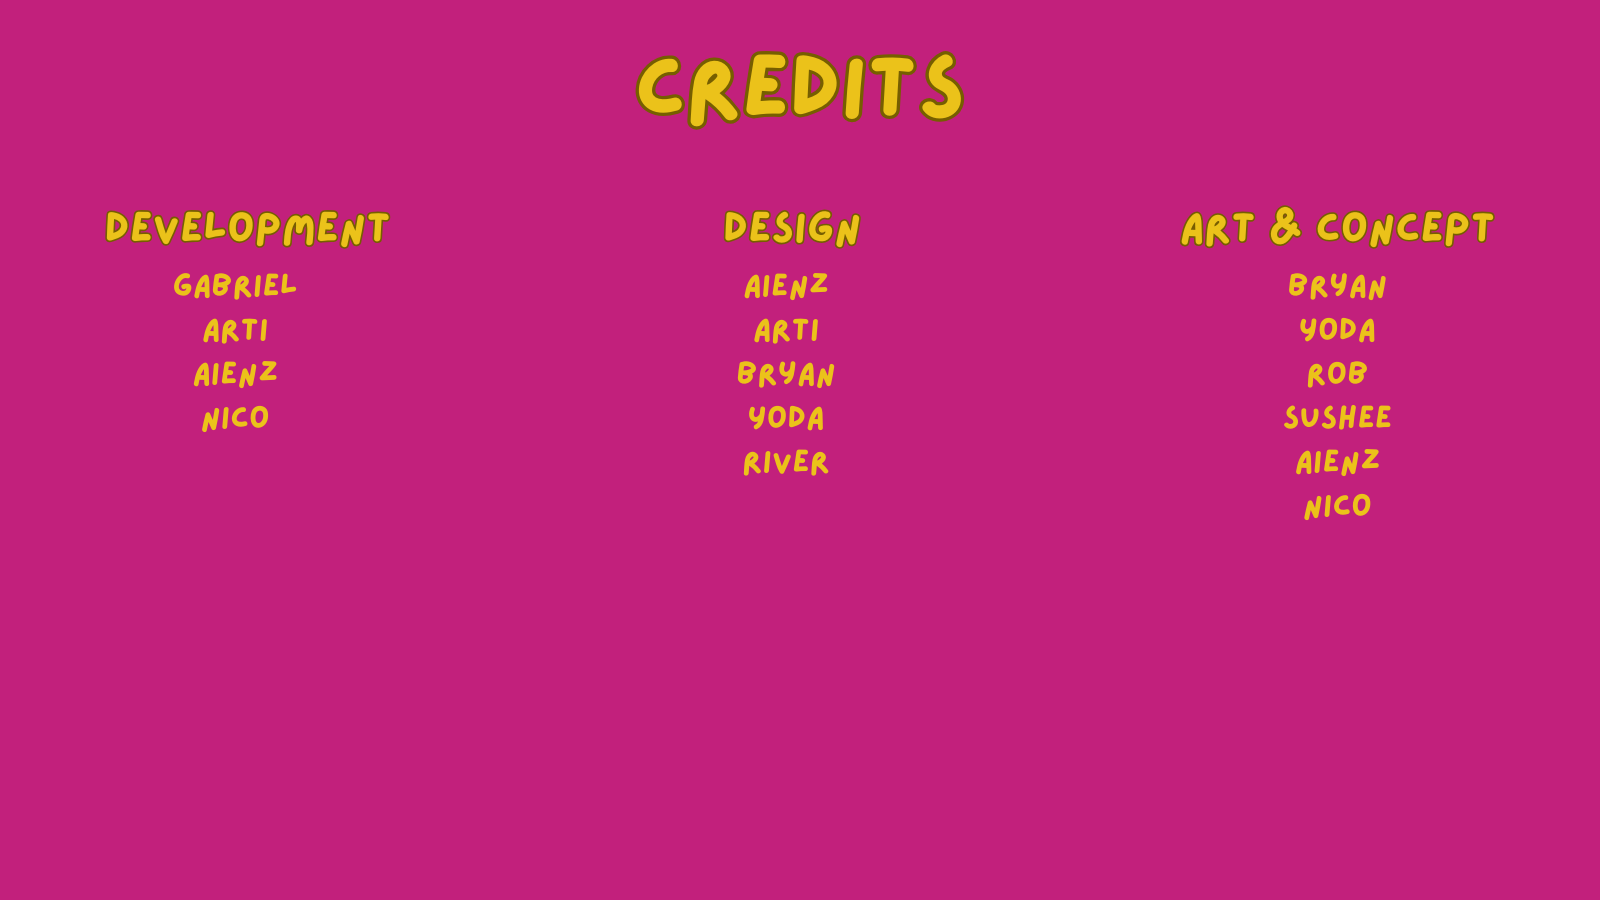 CREDITS
DEVELOPMENT
GABRIEL
ARTI
AIENZ
NICO
DESIGN
AIENZ
ARTI
BRYAN
YODA
RIVER
ART & CONCEPT
BRYAN
YODA
ROB
SUSHEE
AIENZ
NICO